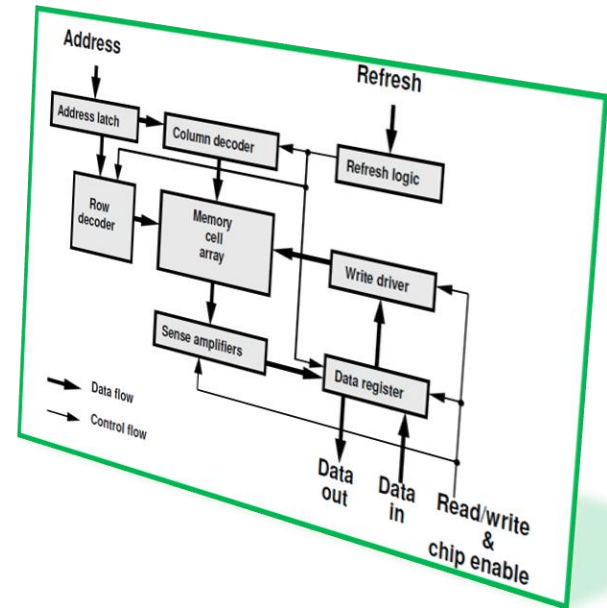 Address
Refresh
Address latch
Column decoder
Refresh logic
Row
decoder
Memory
cell
array
Write driver
Sense amplifiers
Data register
Data flow
Control flow
Data
out
Data
in
Read/write
&
chip enable